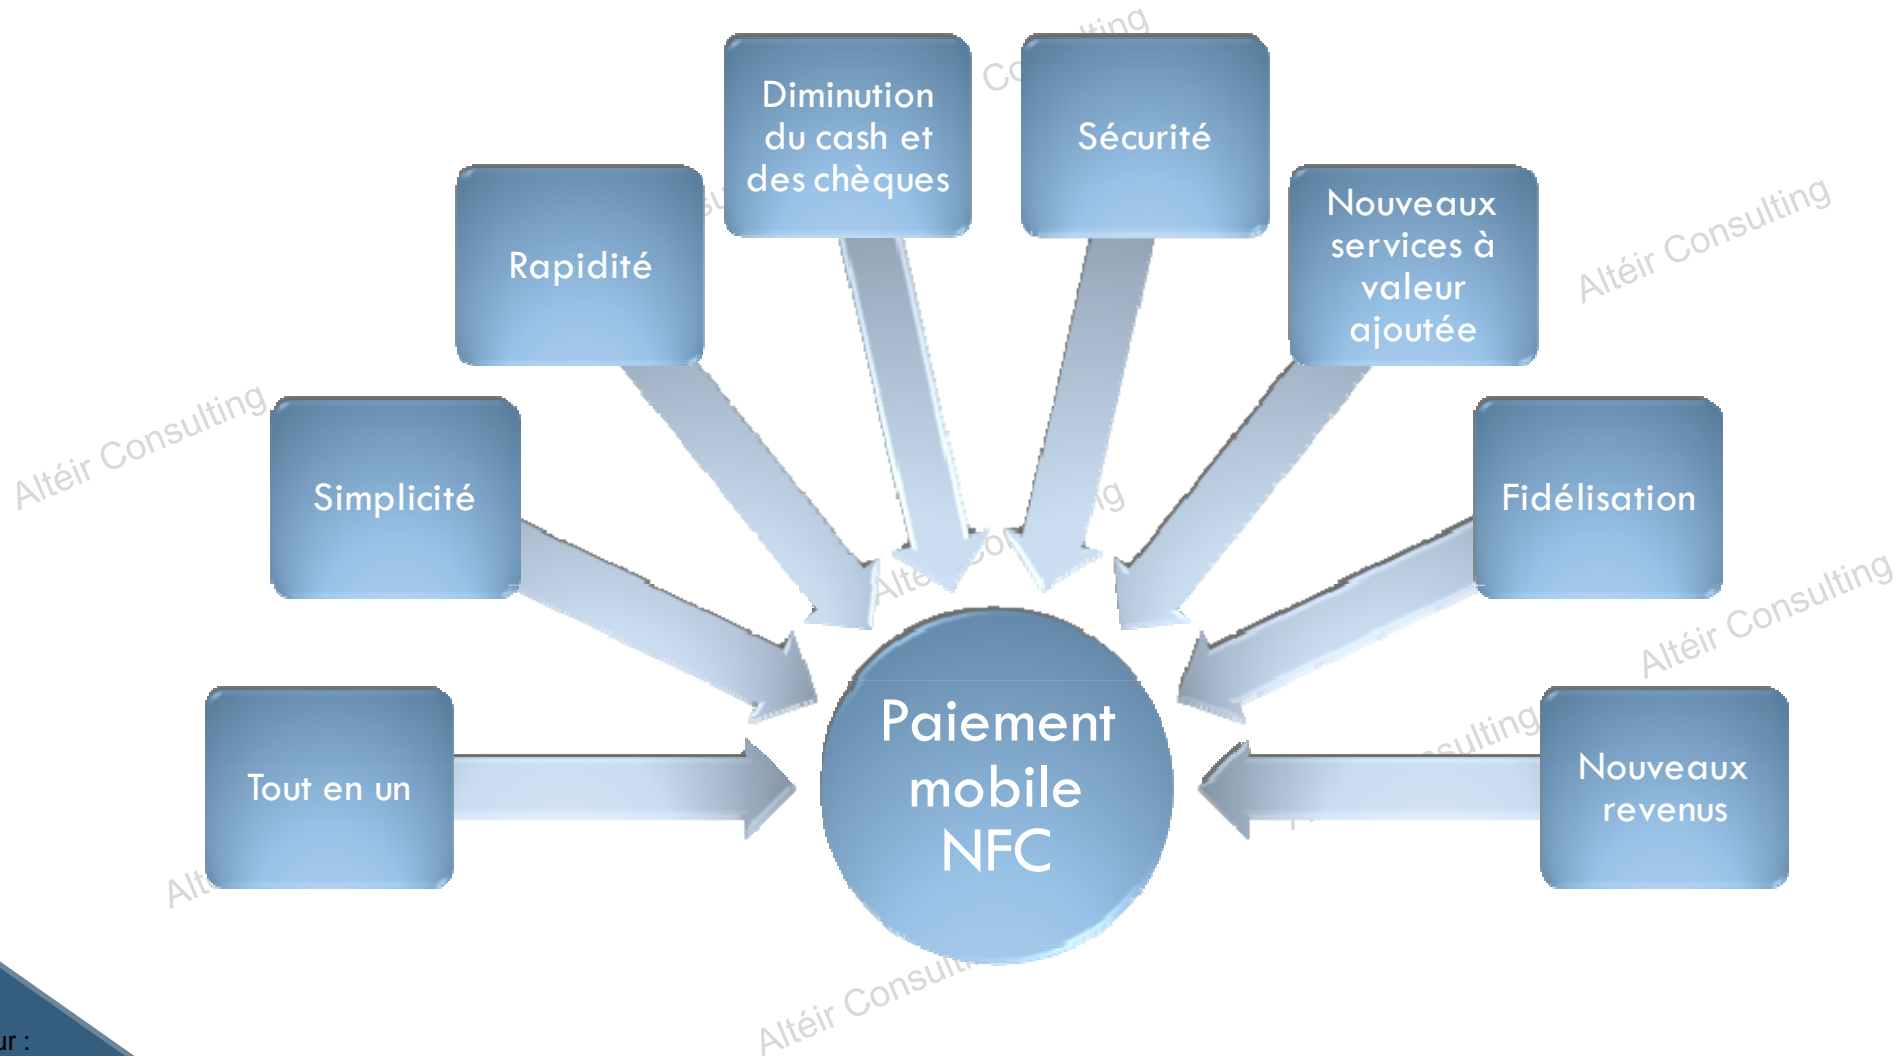 Diminution
du cash et
des chèques
Sécurité
Rapidité
Nouveaux
services à
valeur
ajoutée
Simplicité
Fidélisation
Tout en un
Paiement
mobile
NFC
Nouveaux
revenus
Altéir Consulting
Altéir Consulting
Altéir Consulting
Altéir Consulting